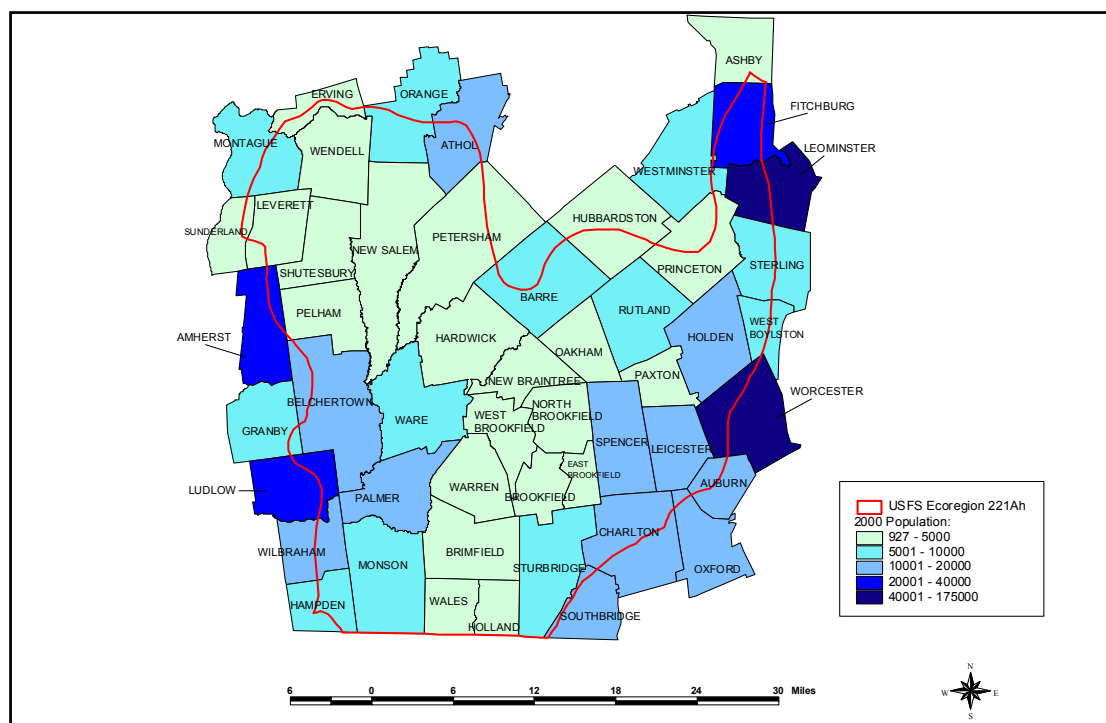 ASHBY
FITCHBURG
LEOMINSTER
ORANGE
ERVING
ATHOL
MONTAGUE
WENDELL
WESTMINSTER
LEVERETT
SUNDERLAND
HUBBARDSTON
PETERSHAM
NEW SALEM
SHUTESBURY
PRINCETON
STERLING
BARRE
RUTLAND
PELHAM
WEST
BOYLSTON
AMHERST
HARDWICK
HOLDEN
OAKHAM
PAXTON
NEW BRAINTREE
WORCESTER
BELCHERTOWN
NORTH
BROOKFIELD
WARE
WEST
BROOKFIELD
GRANBY
SPENCER
LEICESTER
EAST
BROOKFIELD
LUDLOW
PALMER
WARREN
BROOKFIELD
AUBURN
CHARLTON
WILBRAHAM
BRIMFIELD
MONSON
STURBRIDGE
OXFORD
HAMPDEN
WALES
HOLLAND
SOUTHBRIDGE
USFS Ecoregion 221Ah
2000 Population:
927 - 5000
5001 - 10000
10001 - 20000
20001 - 40000
40001 - 175000
6 0 6 12 18 24 30 Miles
N
W E
S